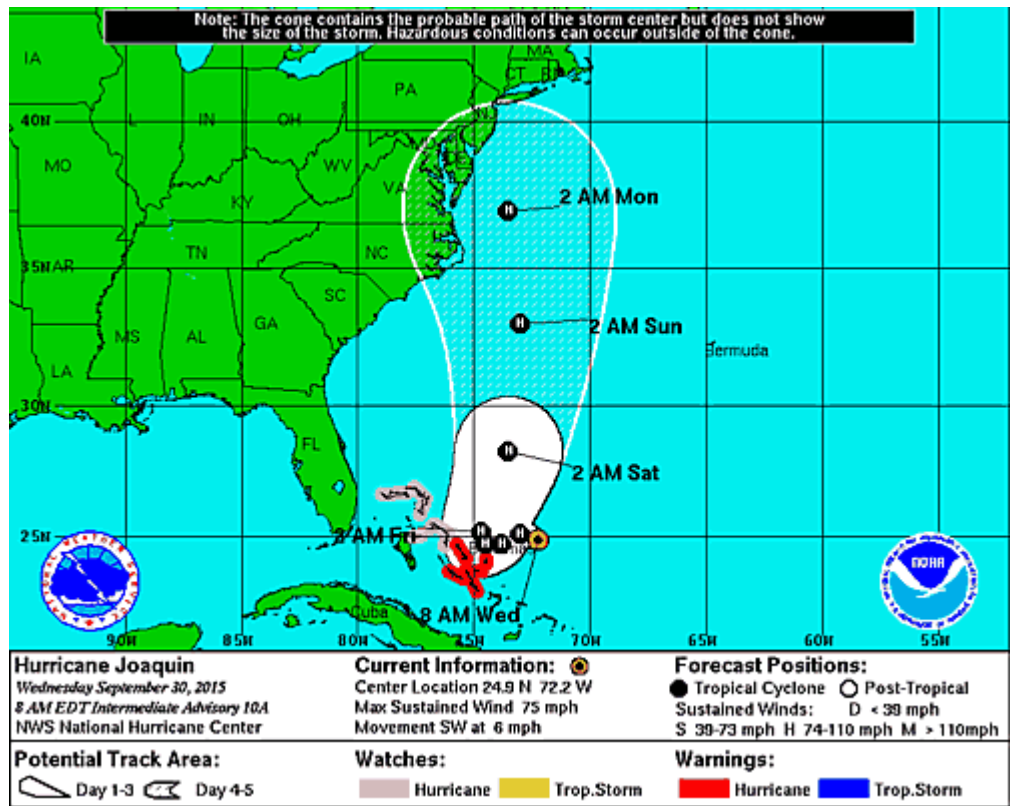 Note: The cone contains the probable path of the storm center but does not show
the size of the storm. Hazardous conditions can occur outside of the cone.
IA
MA
CT
PA
NJ
40N
IN
OH
MO
WV
DE
VA
2 AM Mon
KY
TN
NC
35N
AR
SC
2 AM Sun
MS
AL
GA
Bermuda
LA
30N
FL
2 AM Sat
25N
Cuba
8 AM Wed
90W
85W
80W
75W
70W
65W
60W
55W
NOAA
Hurricane Joaquin
Wednesday September 30, 2015
8 AM EDT Intermediate Advisory 10A
NWS National Hurricane Center
Current Information:
Center Location 24.9 N 72.2 W
Max Sustained Wind 75 mph
Movement SW at 6 mph
Forecast Positions:
Tropical Cyclone Post-Tropical
Sustained Winds: D < 39 mph
S 39-73 mph H 74-110 mph M > 110mph
Potential Track Area:
Day 1-3 Day 4-5
Watches:
Hurricane Trop.Storm
Warnings:
Hurricane Trop.Storm